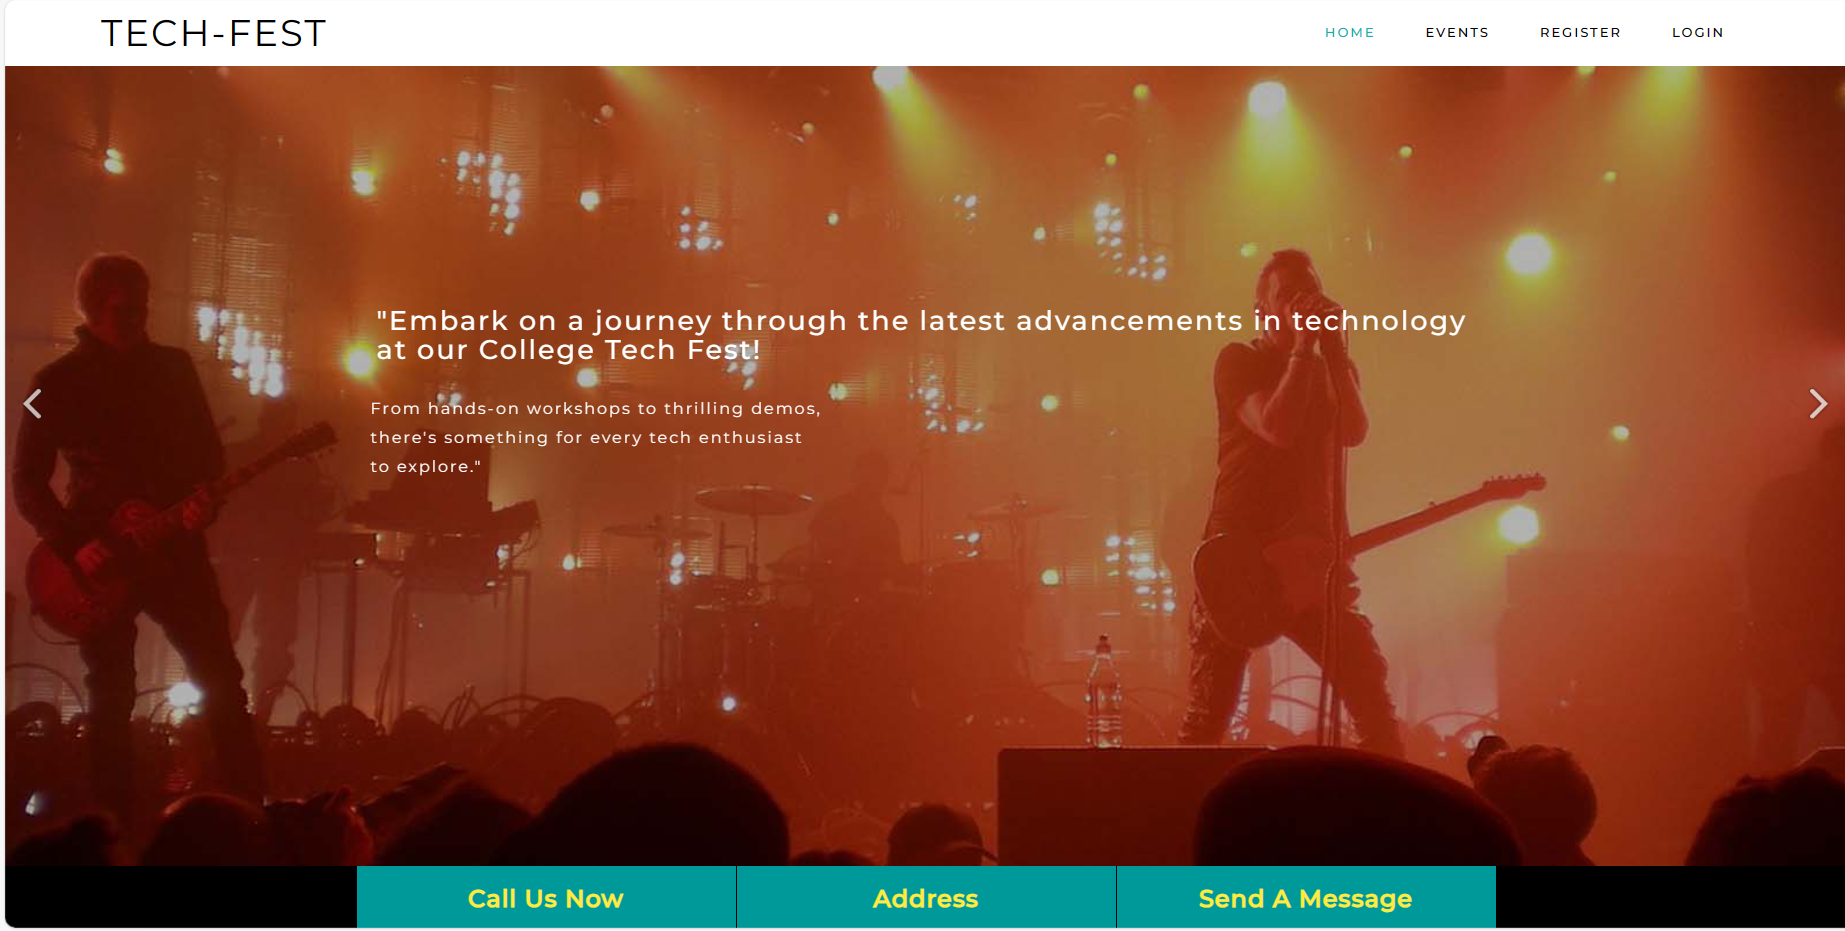 TECH-FEST
HOME EVENTS REGISTER LOGIN
"Embark on a journey through the latest advancements in technology
at our College Tech Fest!
From hands-on workshops to thrilling demos,
there's something for every tech enthusiast
to explore."
Call Us Now Address Send A Message